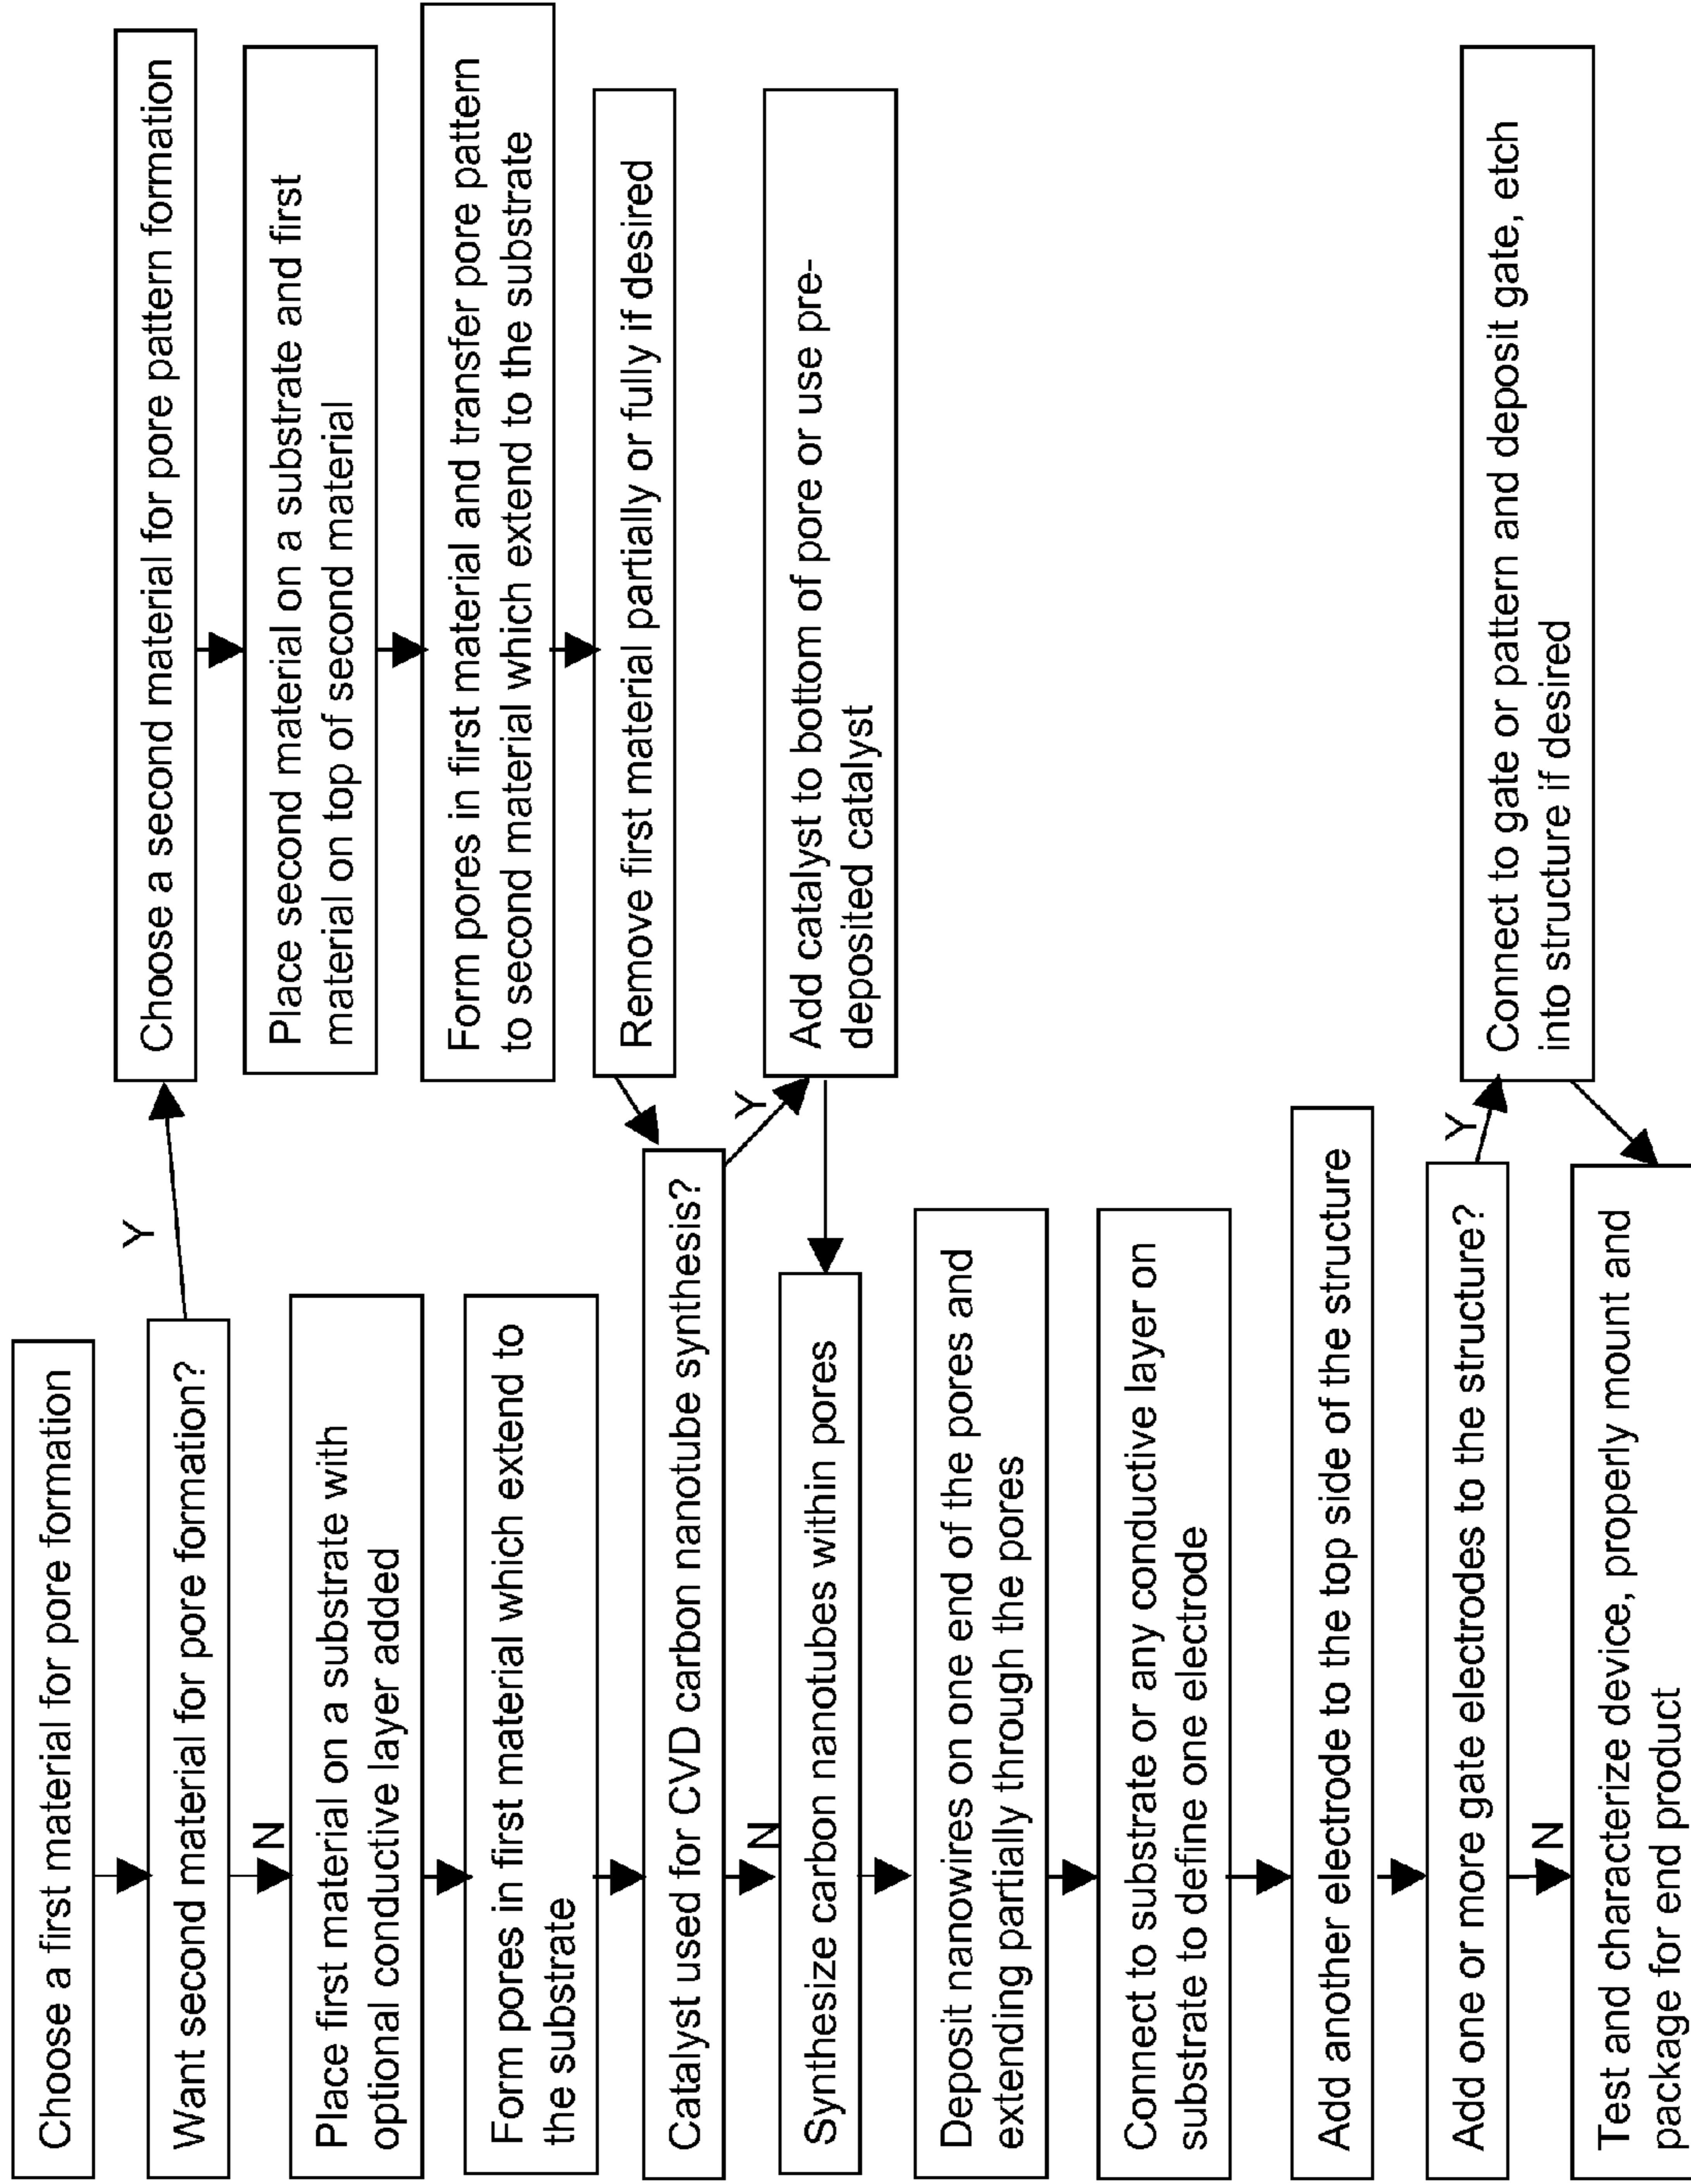 Choose a first material for pore formation
Want second material for pore formation?
Y
Choose a second material for pore pattern formation
Place second material on a substrate and first
material on top of second material
Form pores in first material and transfer pore pattern
to second material which extend to the substrate
Remove first material partially or fully if desired
N
Place first material on a substrate with
optional conductive layer added
Form pores in first material which extend to
the substrate
Catalyst used for CVD carbon nanotube synthesis?
Y
Add catalyst to bottom of pore or use pre-
deposited catalyst
N
Synthesize carbon nanotubes within pores
Deposit nanowires on one end of the pores and
extending partially through the pores
Connect to substrate or any conductive layer on
substrate to define one electrode
Add another electrode to the top side of the structure
Add one or more gate electrodes to the structure?
Y
Connect to gate or pattern and deposit gate, etch
into structure if desired
N
Test and characterize device, properly mount and
package for end product